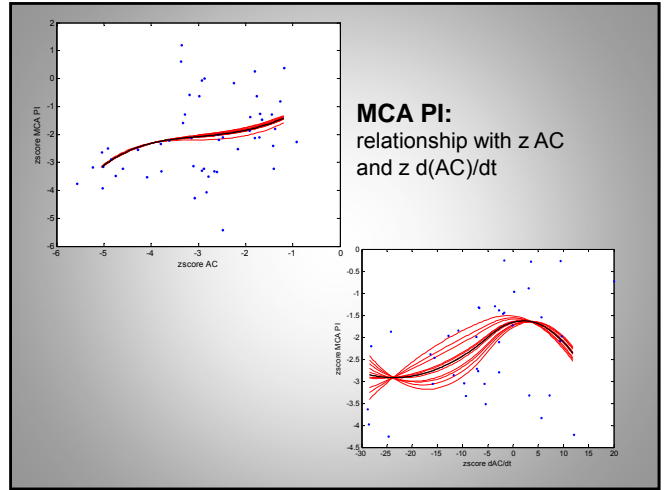 MCA PI:
relationship with z AC
and z d(AC)/dt
2
1
0
-1
-2
-3
-4
-5
-6
zscore MCA PI
-6 -5 -4 -3 -2 -1 0
zscore AC
0
-0.5
-1
-1.5
-2
-2.5
-3
-3.5
-4
-4.5
zscore MCA P1
-30 -25 -20 -15 -10 -5 0 5 10 15 20
zscore dAC/dt